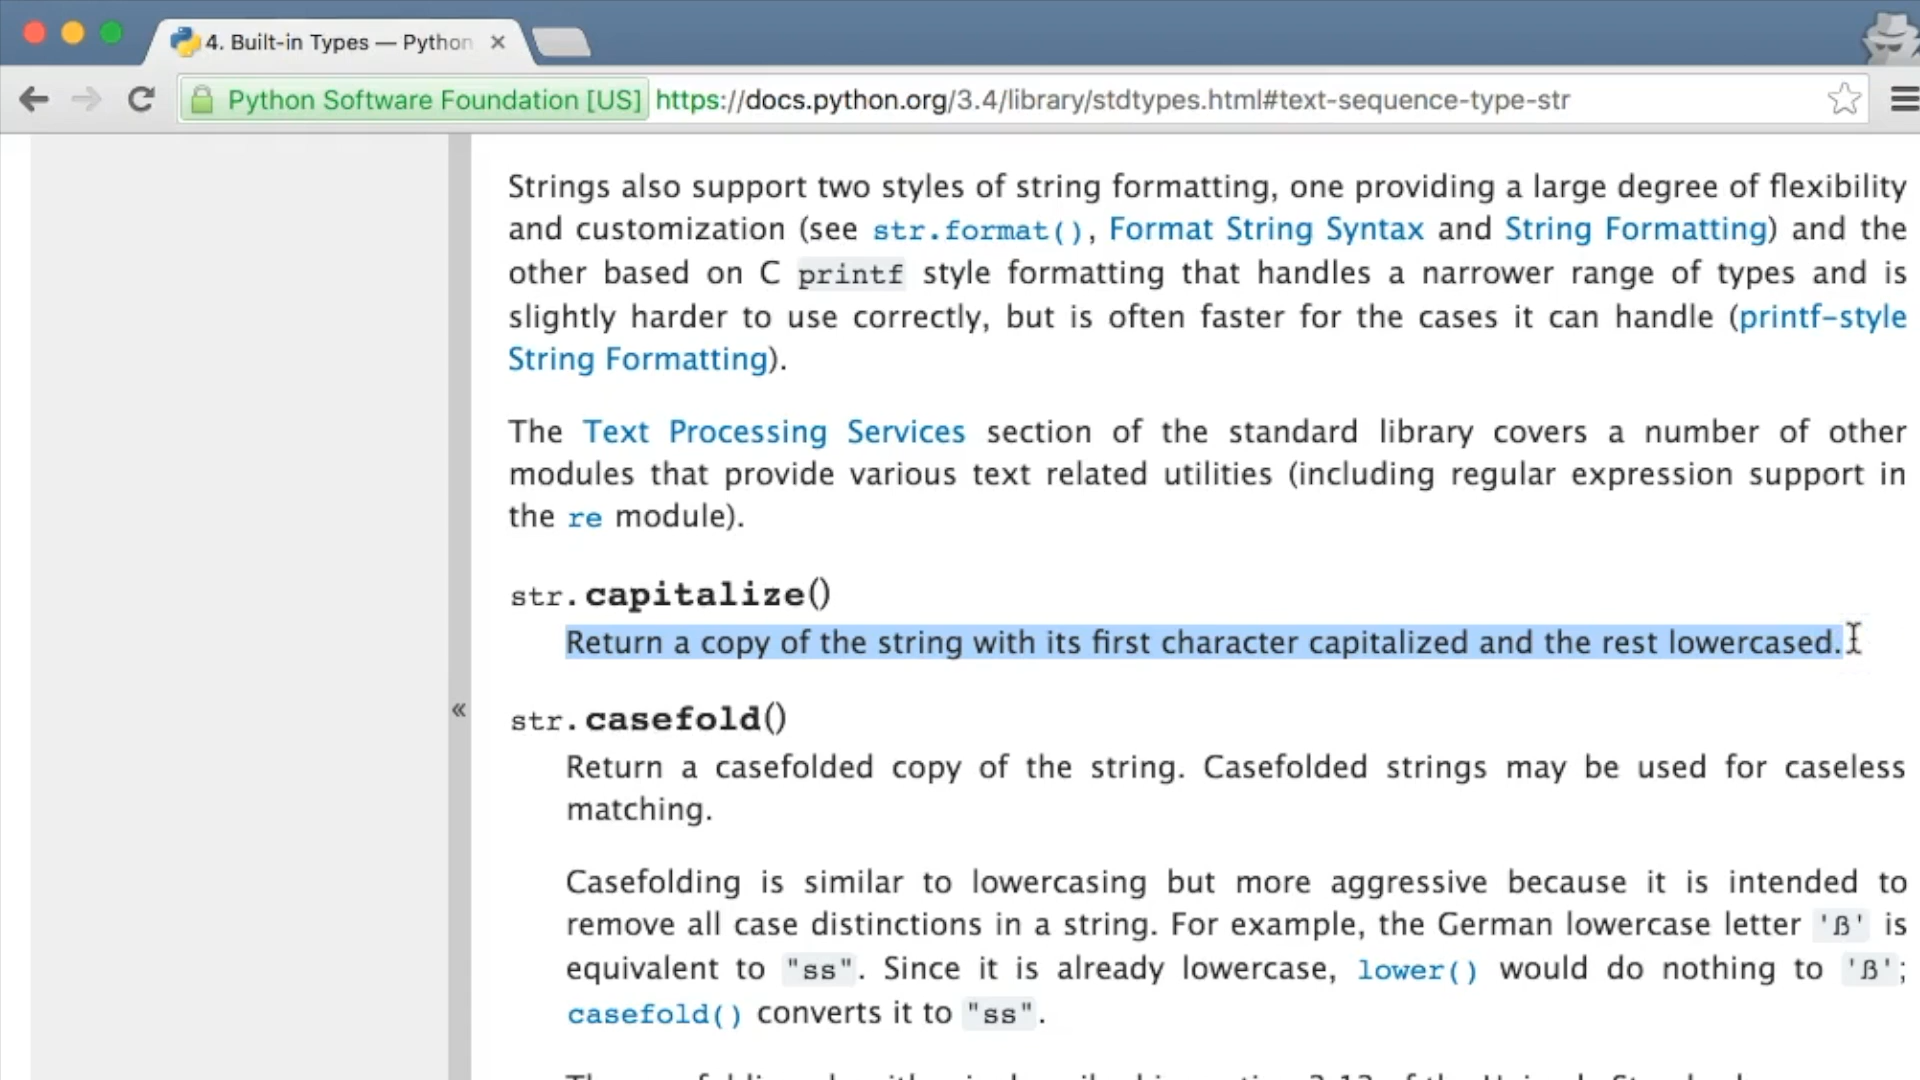 4. Built-in Types — Python
Python Software Foundation [US] https://docs.python.org/3.4/library/stdtypes.html#text-sequence-type-str
Strings also support two styles of string formatting, one providing a large degree of flexibility
and customization (see str.format(), Format String Syntax and String Formatting) and the
other based on C printf style formatting that handles a narrower range of types and is
slightly harder to use correctly, but is often faster for the cases it can handle (printf-style
String Formatting).
The Text Processing Services section of the standard library covers a number of other
modules that provide various text related utilities (including regular expression support in
the re module).
str.capitalize()
Return a copy of the string with its first character capitalized and the rest lowercased.
«
str.casefold()
Return a casefolded copy of the string. Casefolded strings may be used for caseless
matching.
Casefolding is similar to lowercasing but more aggressive because it is intended to
remove all case distinctions in a string. For example, the German lowercase letter 'ß' is
equivalent to "ss". Since it is already lowercase, lower() would do nothing to 'ß';
casefold() converts it to "ss".